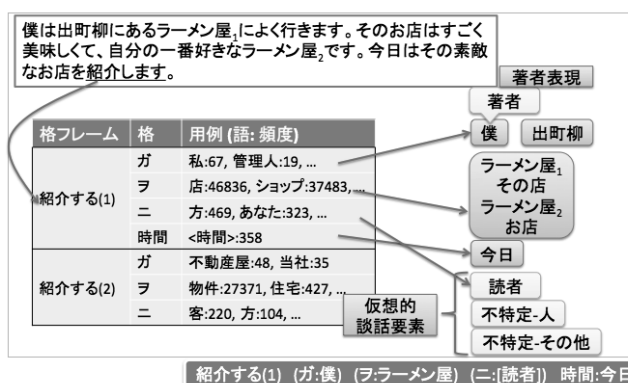 僕は出町柳にあるラーメン屋1によく行きます。そのお店はすごく
美味しくて、自分の一番好きなラーメン屋2です。今日はその素敵
なお店を紹介します。
著者表現
著者
僕 出町柳
格フレーム 格 用例 (語: 頻度)
紹介する(1)
ガ 私:67, 管理人:19, ...
ヲ 店:46836, ショップ:37483, ...
ニ 方:469, あなた:323, ...
時間 <時間>:358
紹介する(2)
ガ 不動産屋:48, 当社:35
ヲ 物件:27371, 住宅:427, ...
ニ 客:220, 方:104, ...
ラーメン屋1
その店
ラーメン屋2
お店
今日
仮想的
談話要素
読者
不特定-人
不特定-その他
紹介する(1) (ガ:僕) (ヲ:ラーメン屋) (ニ:[読者]) 時間:今日